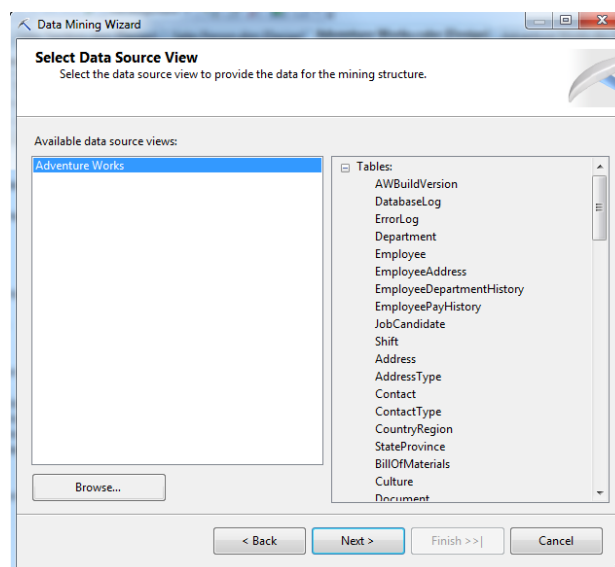 Data Mining Wizard
Select Data Source View
Select the data source view to provide the data for the mining structure.
Available data source views:
Adventure Works
Tables:
AWBuildVersion
DatabaseLog
ErrorLog
Department
Employee
EmployeeAddress
EmployeeDepartmentHistory
EmployeePayHistory
JobCandidate
Shift
Address
AddressType
Contact
ContactType
CountryRegion
StateProvince
BillOfMaterials
Culture
Document
Browse...
< Back
Next >
Finish >>|
Cancel